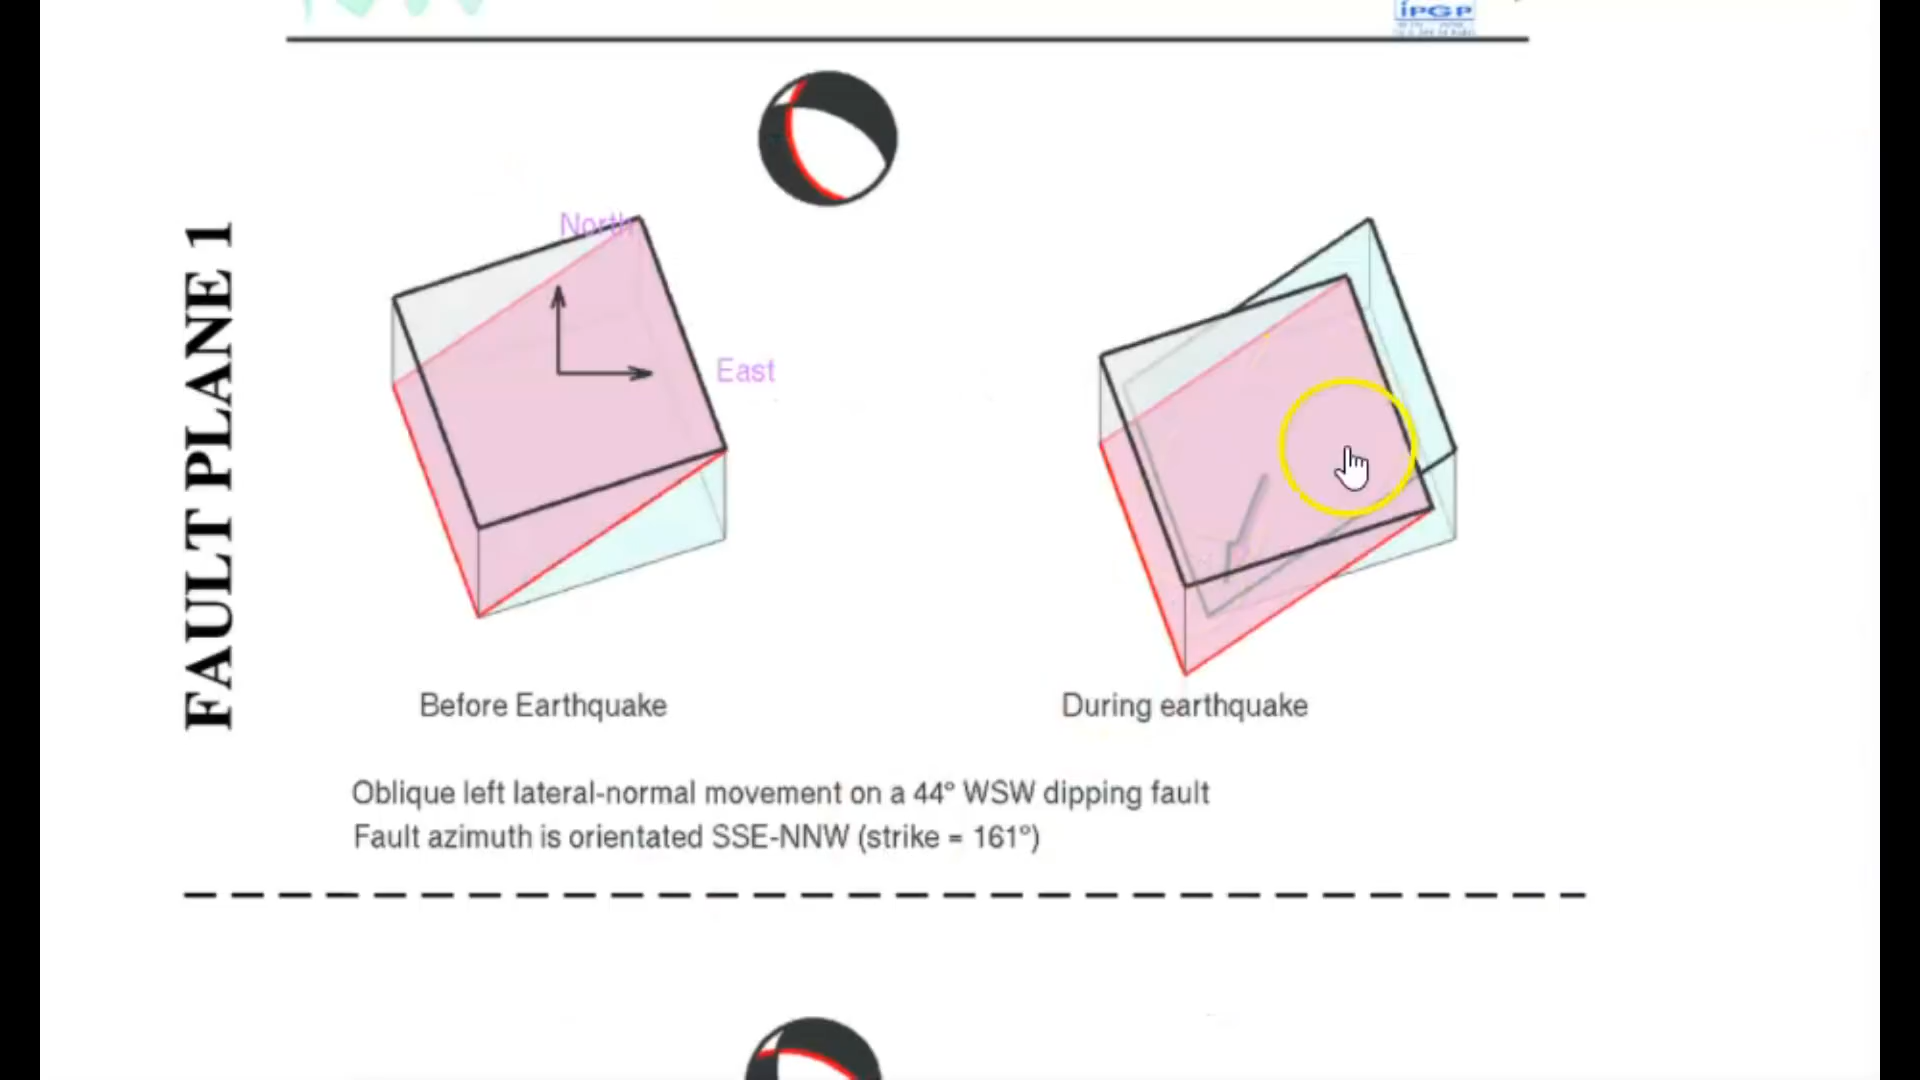 IPGP
FAULT PLANE 1
North
East
Before Earthquake
During earthquake
Oblique left lateral-normal movement on a 44° WSW dipping fault
Fault azimuth is orientated SSE-NNW (strike = 161°)